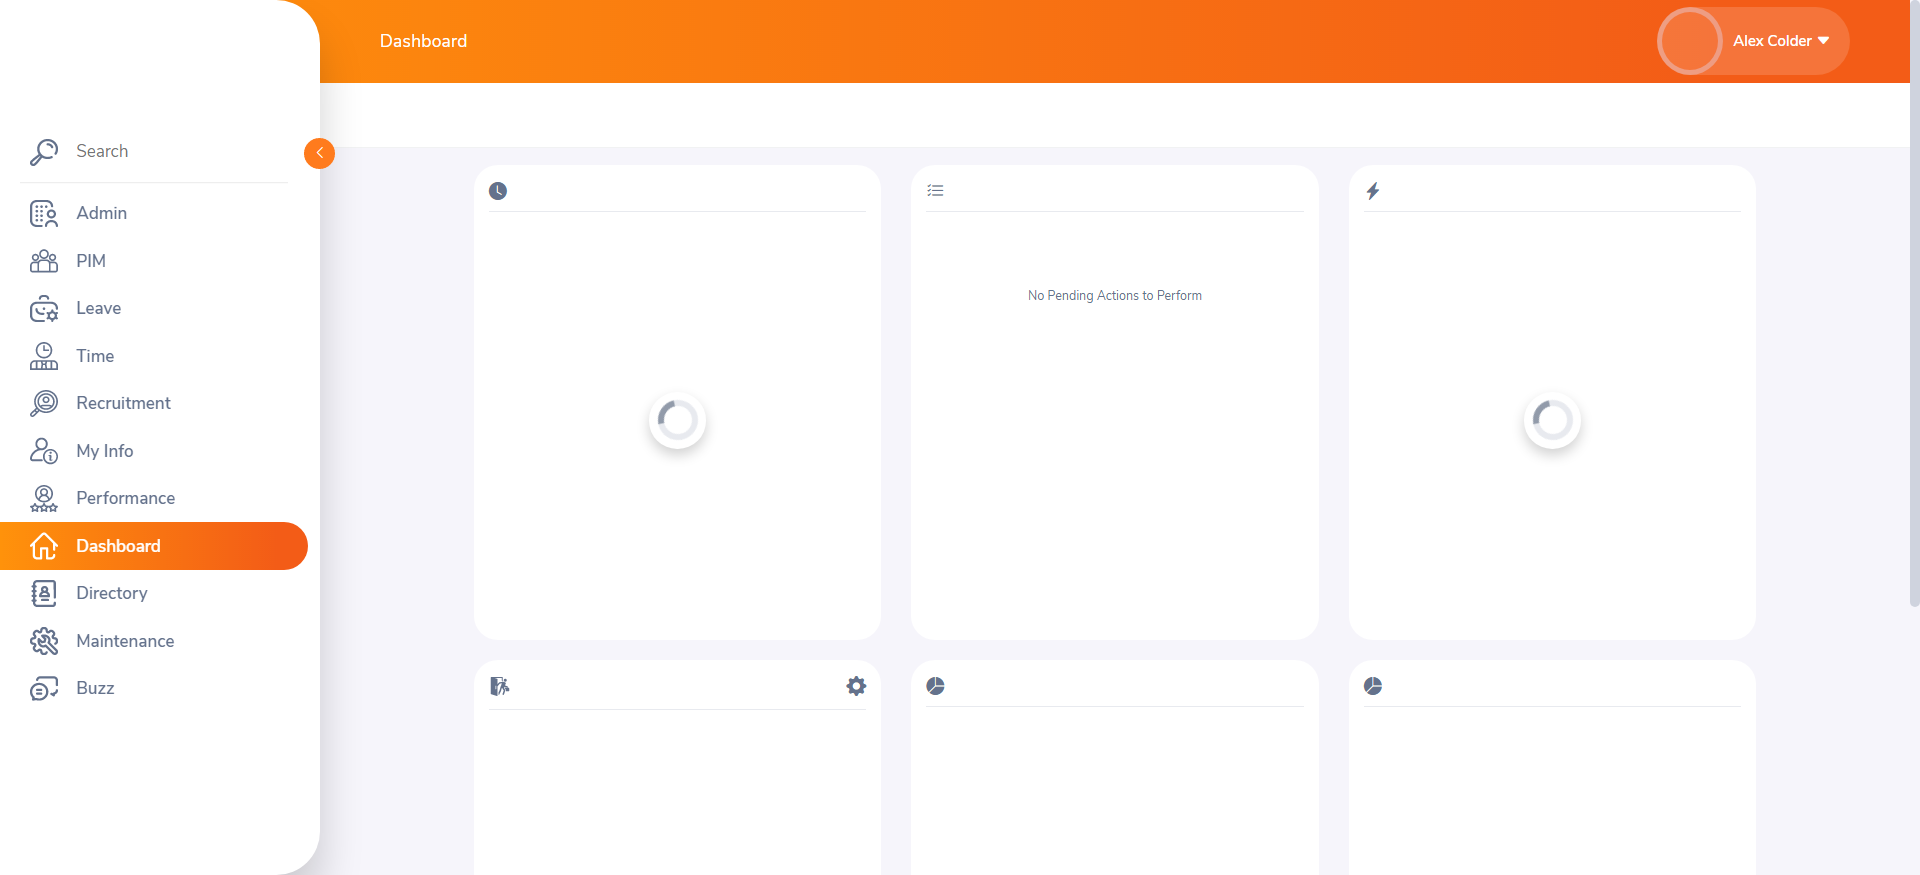 Dashboard
Alex Colder
Search
Admin
PIM
Leave
Time
Recruitment
My Info
Performance
Dashboard
Directory
Maintenance
Buzz
No Pending Actions to Perform